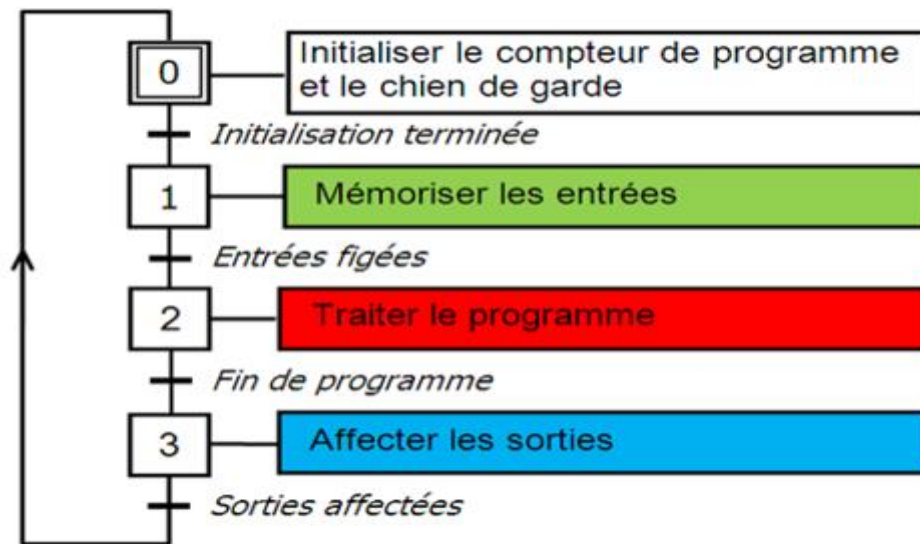 0
Initialiser le compteur de programme
et le chien de garde
Initialisation terminée
1
Mémoriser les entrées
Entrées figées
2
Traiter le programme
Fin de programme
3
Affecter les sorties
Sorties affectées